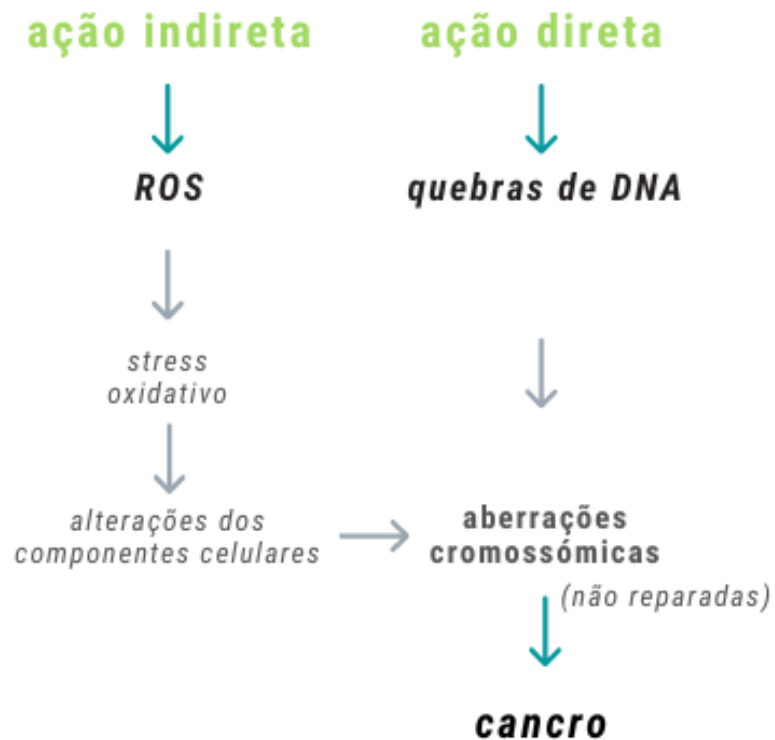 ação indireta
ação direta
ROS
quebras de DNA
stress
oxidativo
alterações dos
componentes celulares
aberrações
cromossómicas
(não reparadas)
cancro